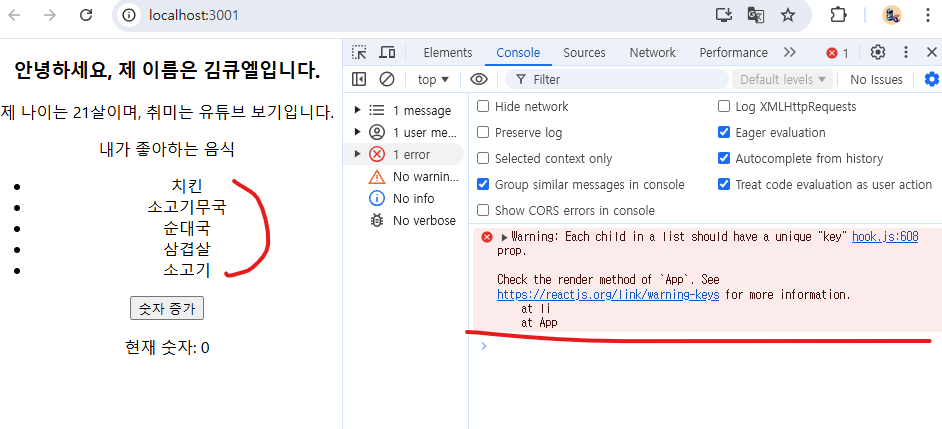 localhost:3001
안녕하세요, 제 이름은 김큐엘입니다.
제 나이는 21살이며, 취미는 유튜브 보기입니다.
내가 좋아하는 음식
치킨
소고기무국
순대국
삼겹살
소고기
숫자 증가
현재 숫자: 0
Elements Console Sources Network Performance 1
top Filter Default levels No Issues
1 message
1 user me...
1 error
No warnin...
No info
No verbose
Hide network
Log XMLHttpRequests
Preserve log
Eager evaluation
Selected context only
Autocomplete from history
Group similar messages in console
Treat code evaluation as user action
Show CORS errors in console
Warning: Each child in a list should have a unique "key" hook.js:608
prop.
Check the render method of `App`. See
https://reactjs.org/link/warning-keys for more information.
at li
at App